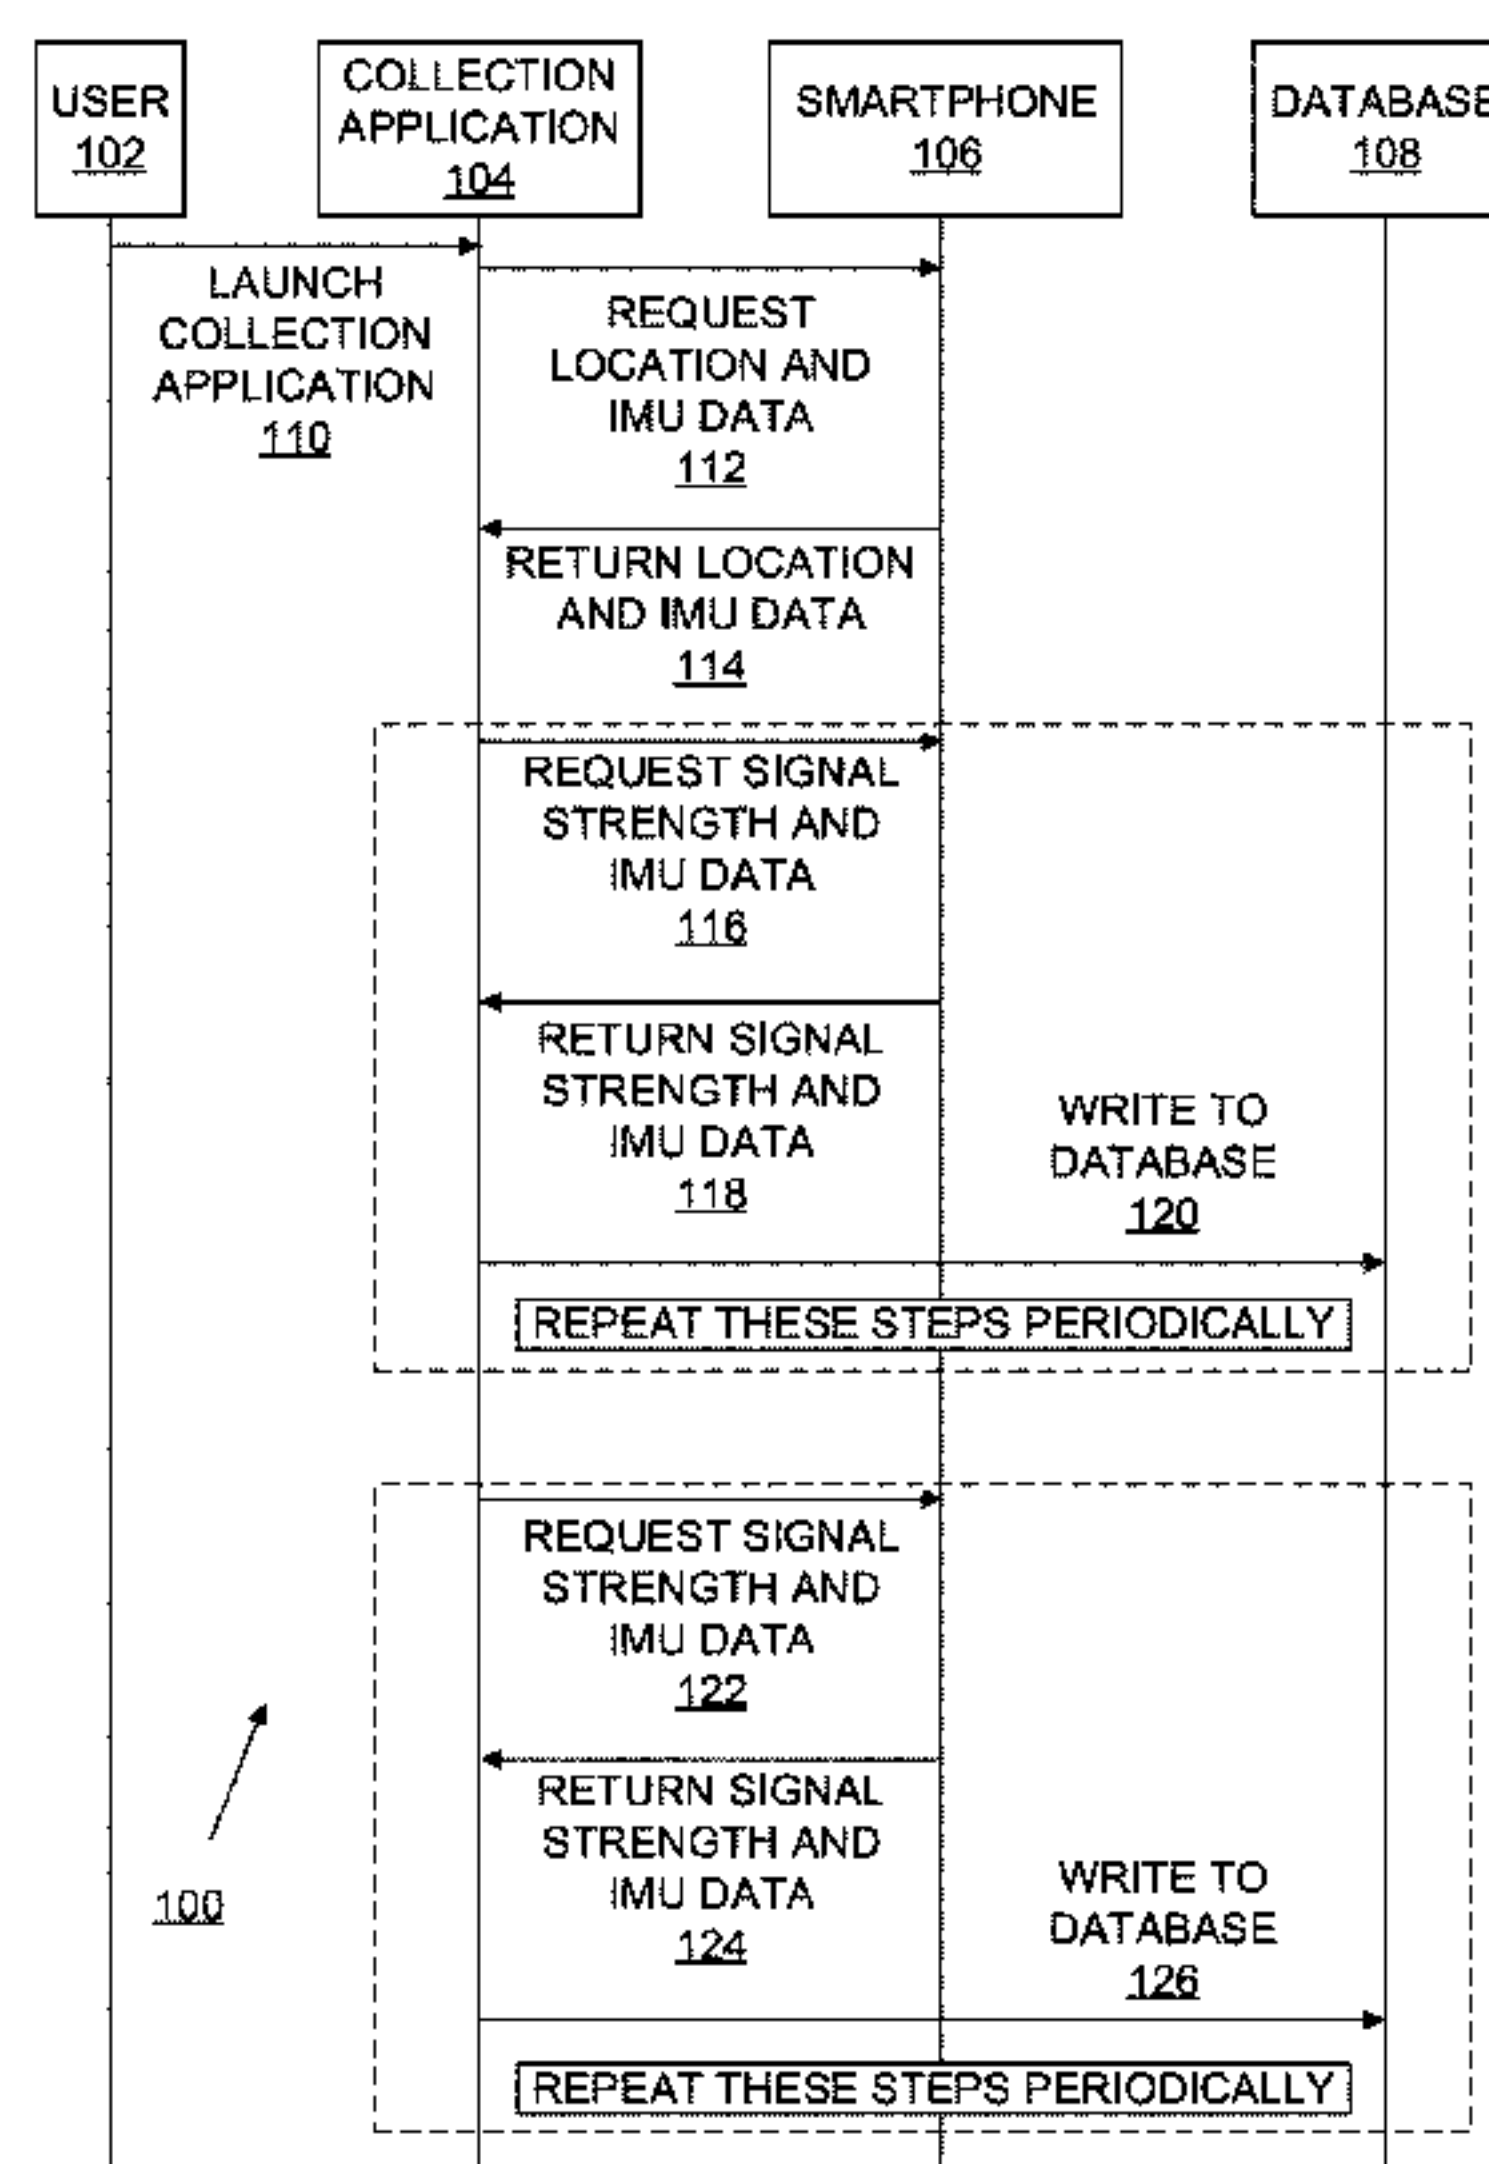 USER
102
COLLECTION
APPLICATION
104
SMARTPHONE
106
DATABASE
108
LAUNCH
COLLECTION
APPLICATION
110
REQUEST
LOCATION AND
IMU DATA
112
RETURN LOCATION
AND IMU DATA
114
REQUEST SIGNAL
STRENGTH AND
IMU DATA
116
RETURN SIGNAL
STRENGTH AND
IMU DATA
118
WRITE TO
DATABASE
120
REPEAT THESE STEPS PERIODICALLY
REQUEST SIGNAL
STRENGTH AND
IMU DATA
122
RETURN SIGNAL
STRENGTH AND
IMU DATA
124
WRITE TO
DATABASE
126
REPEAT THESE STEPS PERIODICALLY
100